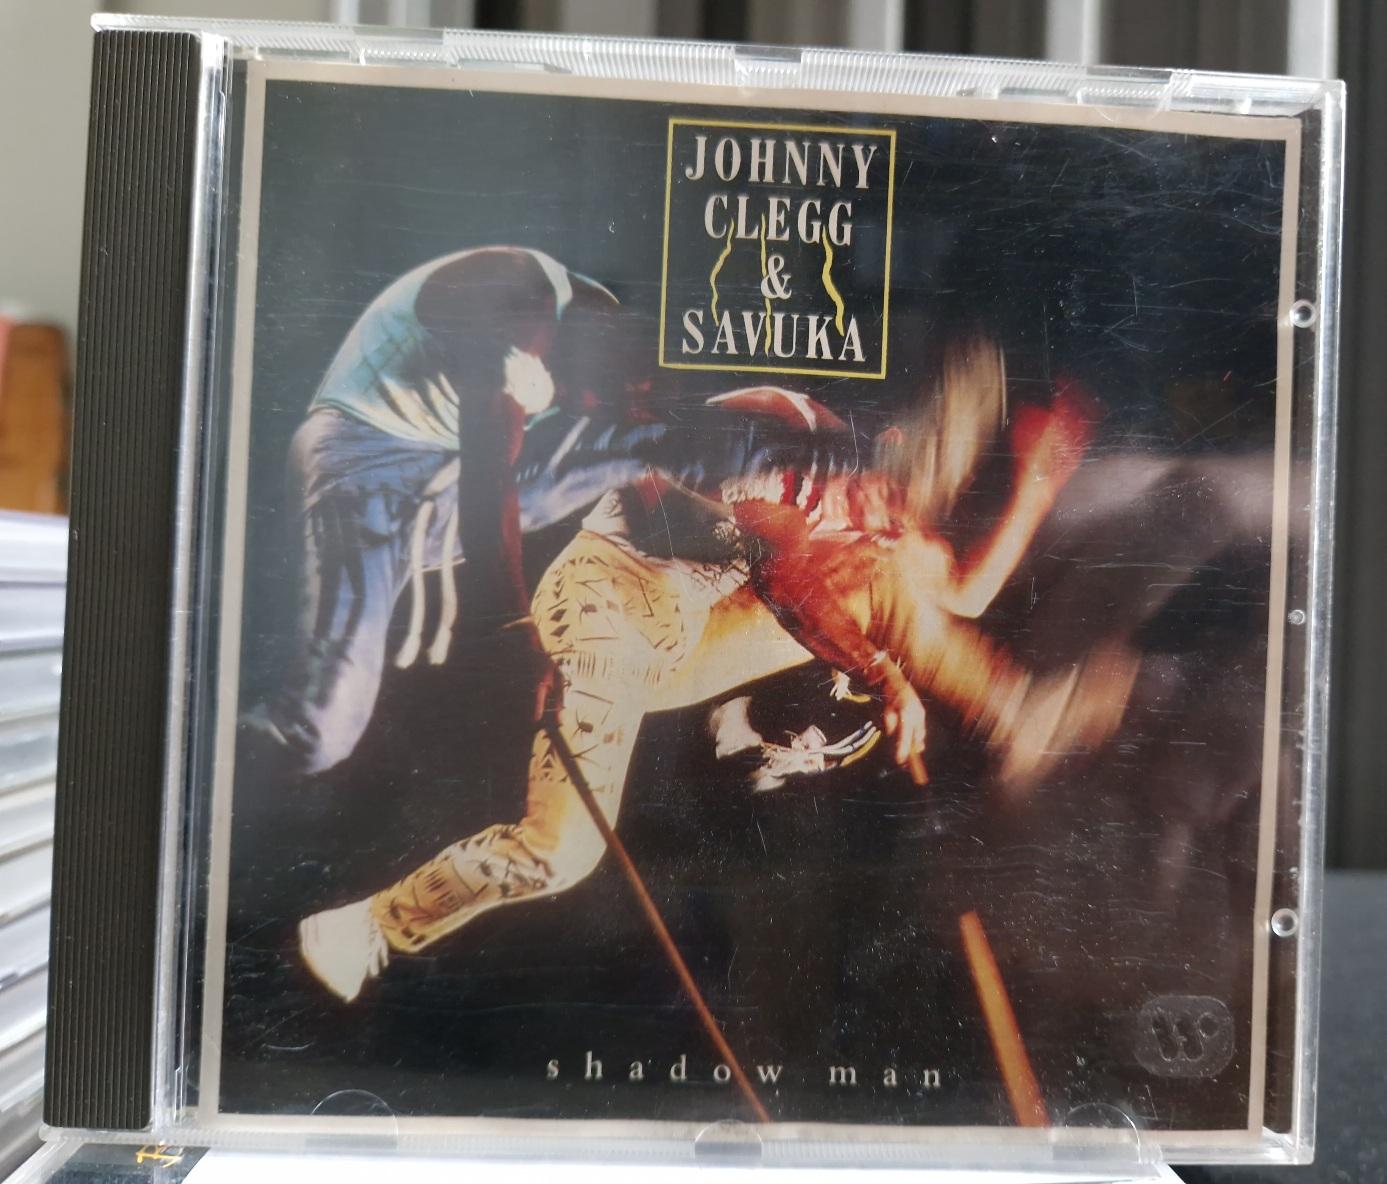 JOHNNY
CLEGG
&
SAVUKA
shadow man